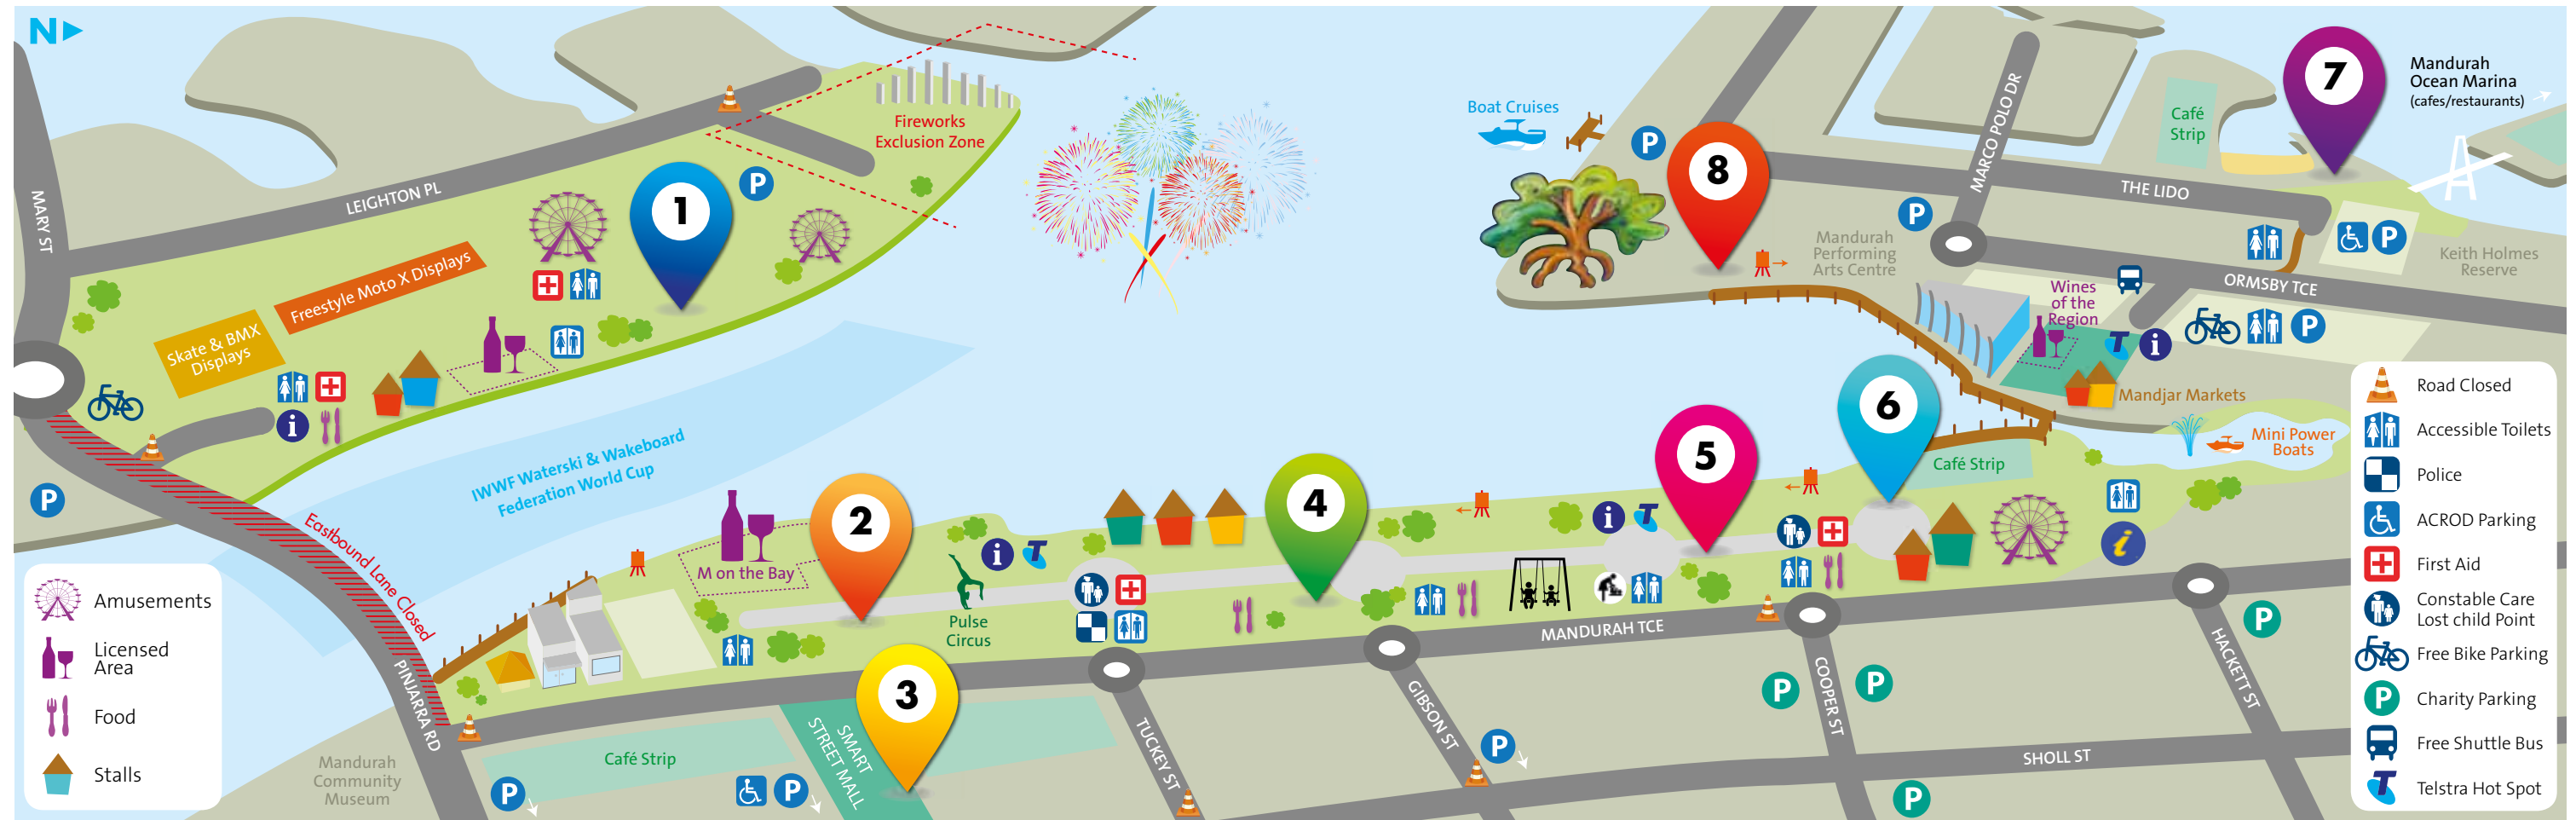 N
MARY ST
LEIGHTON PL
Fireworks
Exclusion Zone
P
1
Freestyle Moto X Displays
Skate & BMX
Displays
i
P
IWWF Waterski & Wakeboard
Federation World Cup
Eastbound Lane Closed
PINJARRA RD
Amusements
Licensed
Area
Food
Stalls
Mandurah
Community
Museum
M on the Bay
2
Pulse
Circus
i
T
Café Strip
P
P
SMART
STREET MALL
3
TUCKEY ST
4
GIBSON ST
P
MANDURAH TCE
i
T
5
6
Café Strip
i
COOPER ST
P
P
P
SHOLL ST
HACKETT ST
P
Boat Cruises
P
8
Mandurah
Performing
Arts Centre
MARCO POLO DR
P
Café
Strip
7
THE LIDO
Mandurah
Ocean Marina
(cafes/restaurants)
P
Keith Holmes
Reserve
ORMSBY TCE
Wines
of the
Region
T
i
P
Mandjar Markets
Mini Power
Boats
Road Closed
Accessible Toilets
Police
ACROD Parking
First Aid
Constable Care
Lost child Point
Free Bike Parking
P
Charity Parking
Free Shuttle Bus
T
Telstra Hot Spot